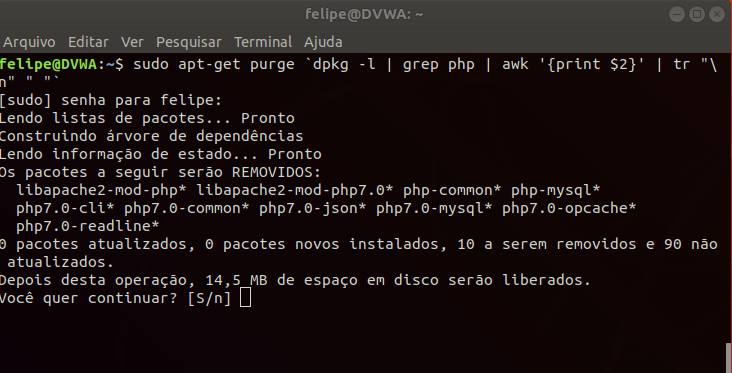 felipe@DVWA: ~
Arquivo Editar Ver Pesquisar Terminal Ajuda
felipe@DVWA:~$ sudo apt-get purge `dpkg -l | grep php | awk '{print $2}' | tr "\
n" " "`
[sudo] senha para felipe:
Lendo listas de pacotes... Pronto
Construindo árvore de dependências
Lendo informação de estado... Pronto
Os pacotes a seguir serão REMOVIDOS:
  libapache2-mod-php* libapache2-mod-php7.0* php-common* php-mysql*
  php7.0-cli* php7.0-common* php7.0-json* php7.0-mysql* php7.0-opcache*
  php7.0-readline*
0 pacotes atualizados, 0 pacotes novos instalados, 10 a serem removidos e 90 não
 atualizados.
Depois desta operação, 14,5 MB de espaço em disco serão liberados.
Você quer continuar? [S/n]